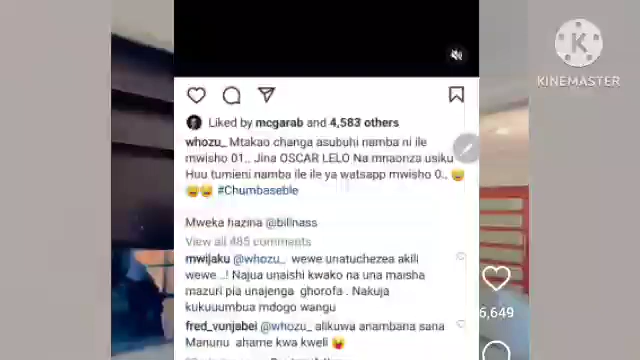 KINEMASTER
Liked by mcgarab and 4,583 others
whozu_ Mtakao changa asubuhi namba ni ile
mwisho 01.. Jina OSCAR LELO Na mnaonza usiku
Huu tumieni namba ile ile ya watsapp mwisho 0.. 😄
😄😄 #Chumbaseble
Mweka hazina @billnass
View all 485 comments
mwijaku @whozu_ wewe unatuchezea akili
wewe ..! Najua unaishi kwako na una maisha
mazuri pia unajenga ghorofa . Nakuja
kukuuumbua mdogo wangu
fred_vunjabei @whozu_ alikuwa anambana sana
Manunu ahame kwa kweli
6,649